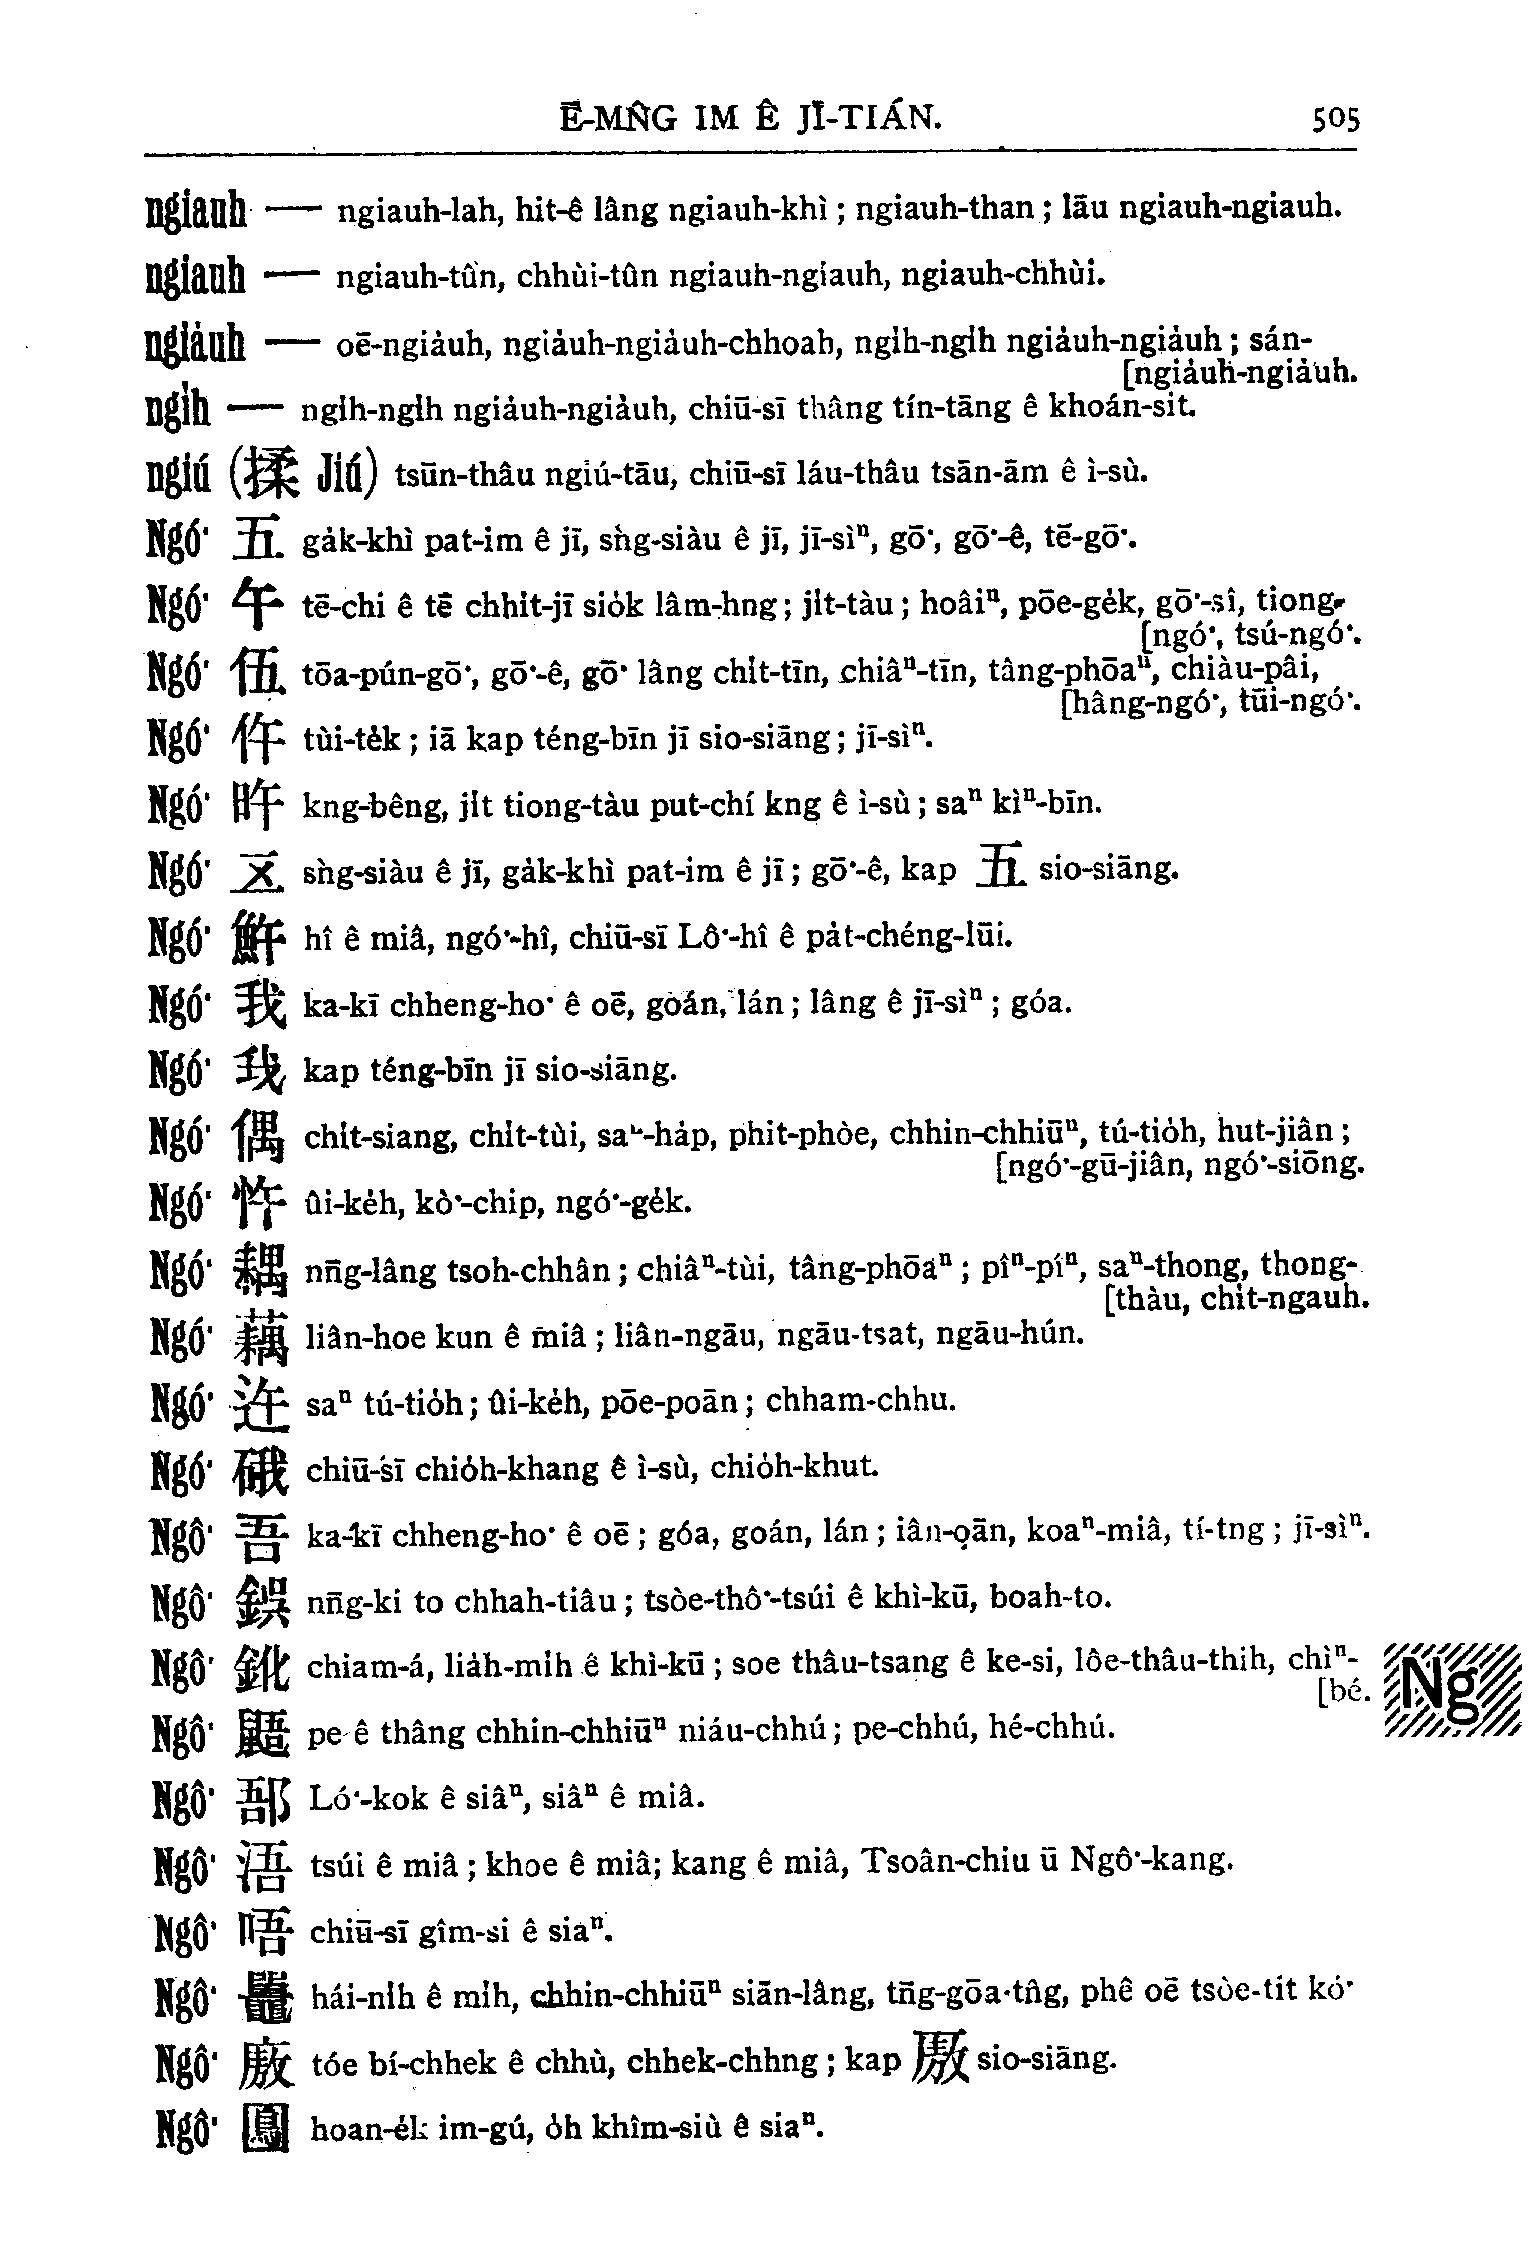 Ē-MN̂G IM Ê JĪ-TIÁN. 505
ngiauh — ngiauh-lah, hit-ê lâng ngiauh-khì ; ngiauh-than ; lāu ngiauh-ngiauh.
ngiauh — ngiauh-tûn, chhùi-tûn ngiauh-ngiauh, ngiauh-chhùi.
ngia̍uh — oē-ngia̍uh, ngia̍uh-ngia̍uh-chhoah, ngi̍h-ngi̍h ngia̍uh-ngia̍uh ; sán-
[ngia̍uh-ngia̍uh.
ngi̍h — ngi̍h-ngi̍h ngia̍uh-ngia̍uh, chiū-sī thâng tín-tāng ê khoán-sit.
ngiú (揉 Jiú) tsūn-thâu ngiú-tāu, chiū-sī láu-thâu tsān-ām ê ì-sù.
Ngó͘ 五 ga̍k-khì pat-im ê jī, sǹg-siàu ê jī, jī-sìⁿ, gō͘, gō͘-ê, tē-gō͘.
Ngó͘ 午 tē-chi ê tē chhit-jī sio̍k lâm-hng ; ji̍t-tàu ; hoâiⁿ, pōe-ge̍k, gō͘-sî, tiong-
[ngó͘, tsú-ngó͘.
Ngó͘ 伍 tōa-pún-gō͘, gō͘-ê, gō͘ lâng chi̍t-tīn, chiâⁿ-tīn, tâng-phōaⁿ, chiàu-pâi,
[hâng-ngó͘, tūi-ngó͘.
Ngó͘ 仵 tùi-te̍k ; iā kap téng-bīn jī sio-siāng ; jī-sìⁿ.
Ngó͘ 旿 kng-bêng, ji̍t tiong-tàu put-chí kng ê ì-sù ; saⁿ kìⁿ-bīn.
Ngó͘ 㐅 sǹg-siàu ê jī, ga̍k-khì pat-im ê jī ; gō͘-ê, kap 五 sio-siāng.
Ngó͘ 䱓 hî ê miâ, ngó͘-hî, chiū-sī Lô͘-hî ê pa̍t-chéng-lūi.
Ngó͘ 我 ka-kī chheng-ho͘ ê oē, goán, lán ; lâng ê jī-sìⁿ ; góa.
Ngó͘ kap téng-bīn jī sio-siāng.
Ngó͘ 偶 chi̍t-siang, chi̍t-tùi, saⁿ-ha̍p, phit-phòe, chhin-chhiūⁿ, tú-tio̍h, hut-jiân ;
[ngó͘-gū-jiân, ngó͘-siōng.
Ngó͘ 忤 ûi-ke̍h, kò͘-chip, ngó͘-ge̍k.
Ngó͘ 耦 nn̄g-lâng tsoh-chhân ; chiâⁿ-tùi, tâng-phōaⁿ ; pîⁿ-píⁿ, saⁿ-thong, thong-
[thàu, chi̍t-ngauh.
Ngó͘ 藕 liân-hoe kun ê miâ ; liân-ngāu, ngāu-tsat, ngāu-hún.
Ngó͘ 迕 saⁿ tú-tio̍h ; ûi-ke̍h, pōe-poān ; chham-chhu.
Ngó͘ 硪 chiū-sī chio̍h-khang ê ì-sù, chio̍h-khut.
Ngô͘ 吾 ka-kī chheng-ho͘ ê oē ; góa, goán, lán ; iân-oān, koaⁿ-miâ, tí-tng ; jī-sìⁿ.
Ngô͘ 鋘 nn̄g-ki to chhah-tiâu ; tsòe-thô͘-tsúi ê khì-kū, boah-to.
Ngô͘ 鈋 chiam-á, lia̍h-mi̍h ê khì-kū ; soe thâu-tsang ê ke-si, lôe-thâu-thih, chìⁿ-
[bé.
Ng
Ngô͘ 鼯 pe ê thâng chhin-chhiūⁿ niáu-chhú ; pe-chhú, hé-chhú.
Ngô͘ 郚 Ló͘-kok ê siâⁿ, siâⁿ ê miâ.
Ngô͘ 浯 tsúi ê miâ ; khoe ê miâ; kang ê miâ, Tsoân-chiu ū Ngô͘-kang.
Ngô͘ 唔 chiū-sī gîm-si ê siaⁿ.
Ngô͘ 鼉 hái-ni̍h ê mi̍h, chhin-chhiūⁿ siān-lâng, tn̄g-gōa-tn̂g, phê oē tsòe-tit kó͘
Ngô͘ 廒 tóe bí-chhek ê chhù, chhek-chhng ; kap 厫 sio-siāng.
Ngô͘ hoan-e̍k im-gú, o̍h khîm-siù ê siaⁿ.